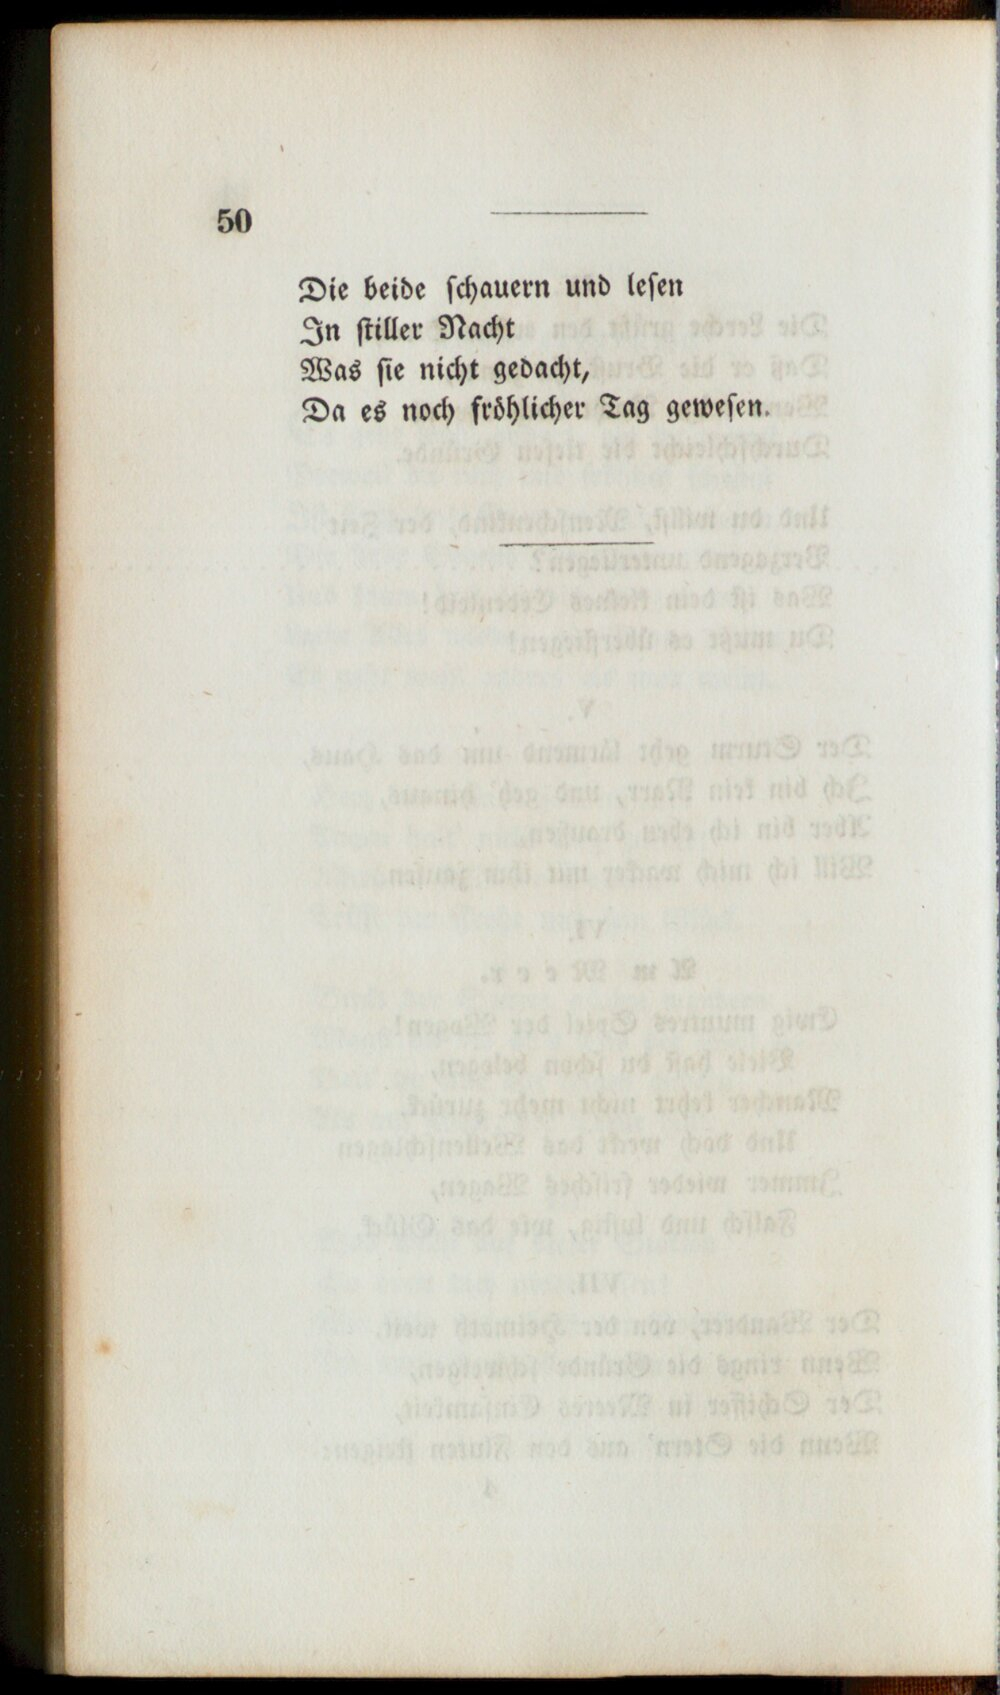 50
Die beide schauern und lesen
In stiller Nacht
Was sie nicht gedacht,
Da es noch fröhlicher Tag gewesen.